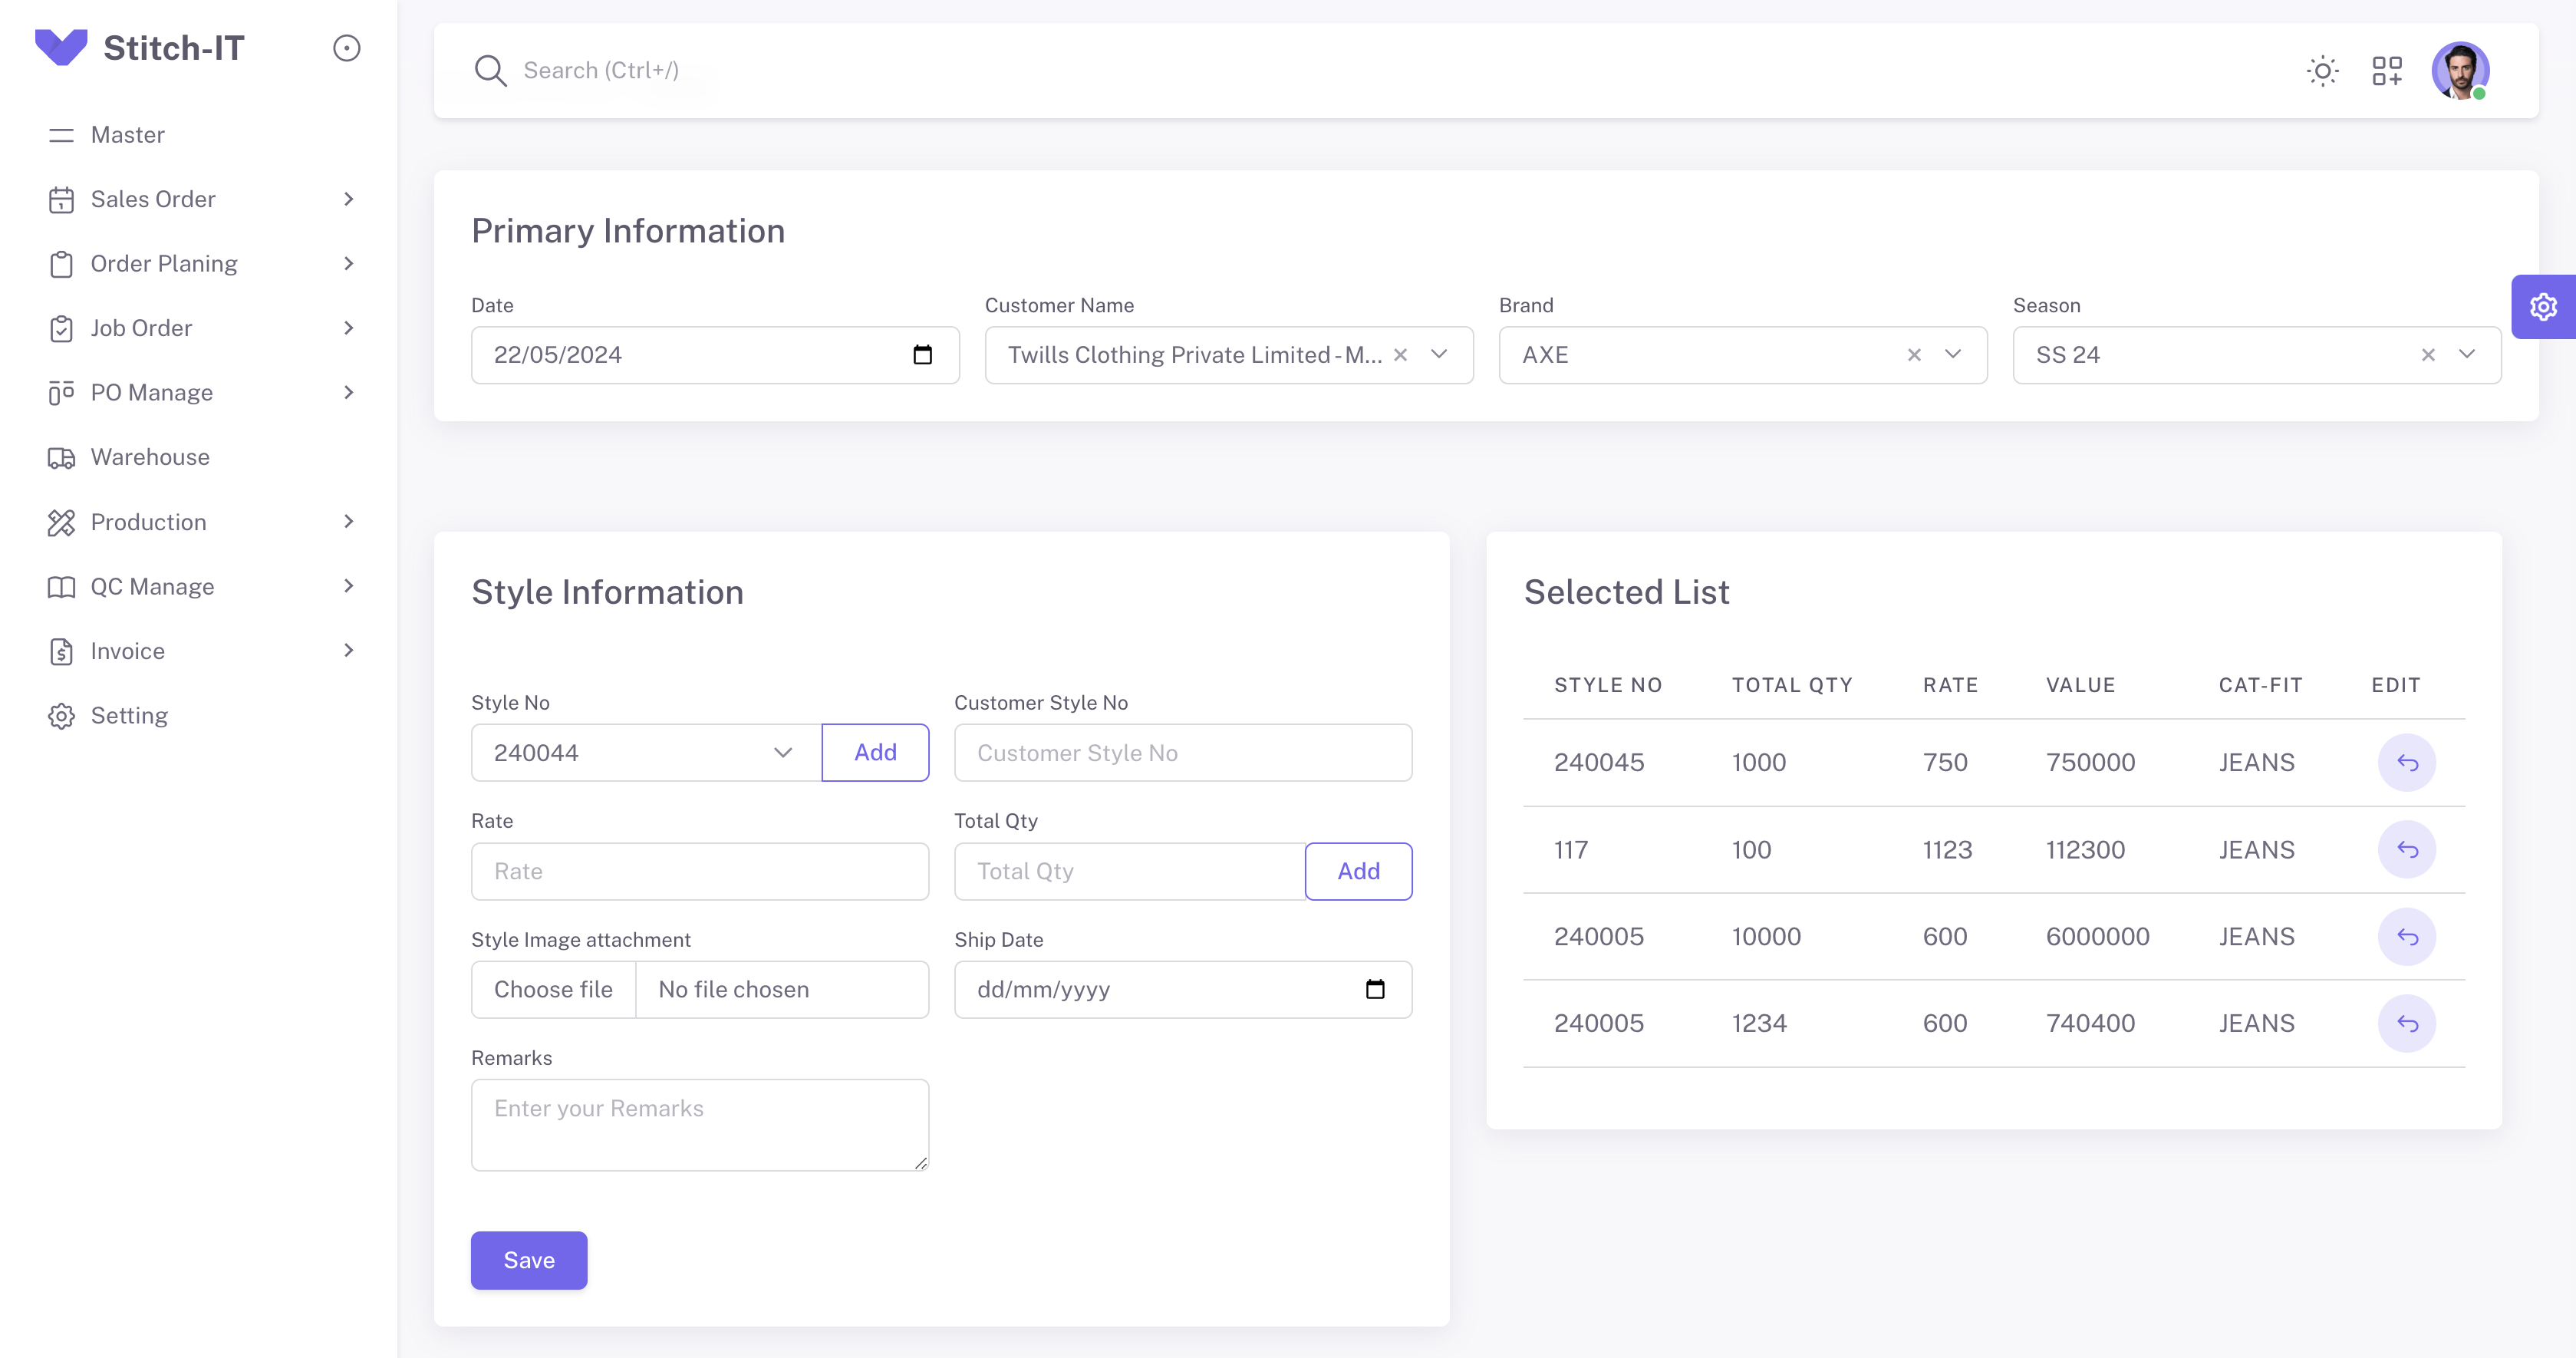 Stitch-IT
Search (Ctrl+/)
Master
Sales Order
Order Planing
Job Order
PO Manage
Warehouse
Production
QC Manage
Invoice
Setting
Primary Information
Date Customer Name Brand Season
22/05/2024 Twills Clothing Private Limited - M... AXE SS 24
Style Information
Style No Customer Style No
240044 Add Customer Style No
Rate Total Qty
Rate Total Qty Add
Style Image attachment Ship Date
Choose file No file chosen dd/mm/yyyy
Remarks
Enter your Remarks
Save
Selected List
STYLE NO TOTAL QTY RATE VALUE CAT-FIT EDIT
240045 1000 750 750000 JEANS
117 100 1123 112300 JEANS
240005 10000 600 6000000 JEANS
240005 1234 600 740400 JEANS